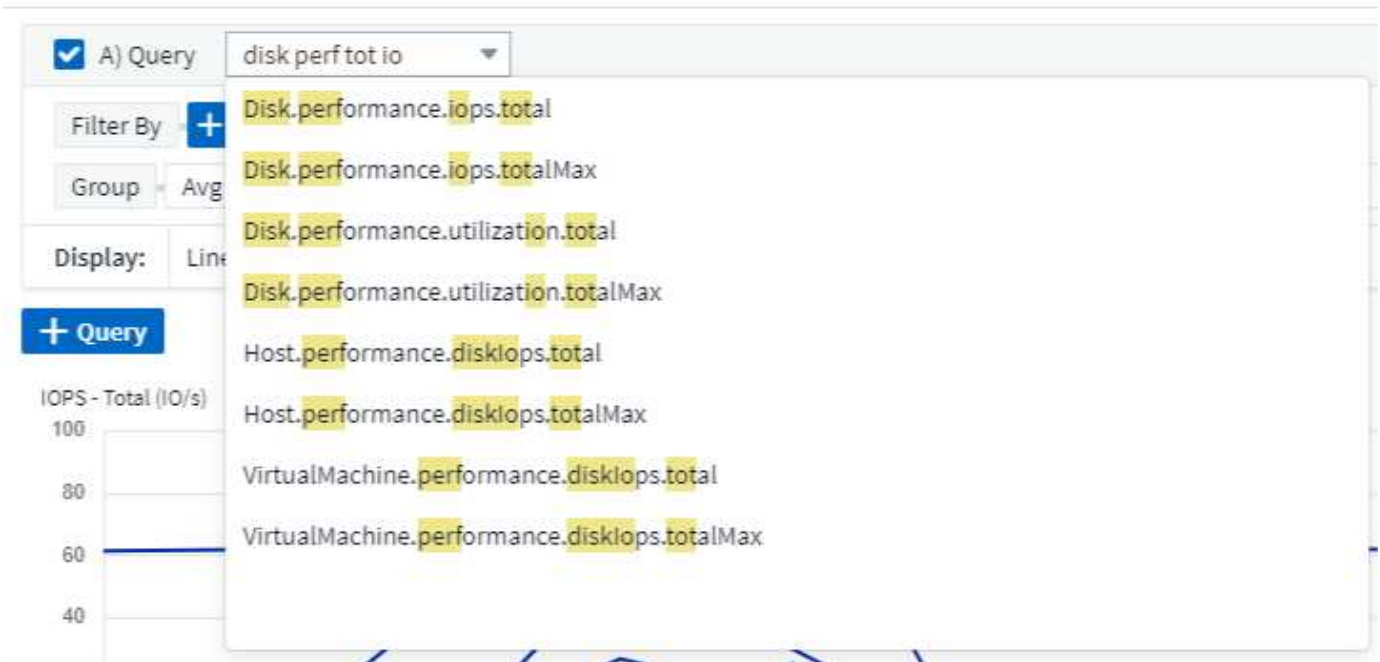 A) Query disk perf tot io
Disk.performance.iops.total
Filter By +
Disk.performance.iops.totalMax
Group Avg
Disk.performance.utilization.total
Display: Line
Disk.performance.utilization.totalMax
+ Query
Host.performance.diskIops.total
IOPS - Total (IO/s)
Host.performance.diskIops.totalMax
100
VirtualMachine.performance.diskIops.total
80
VirtualMachine.performance.diskIops.totalMax
60
40